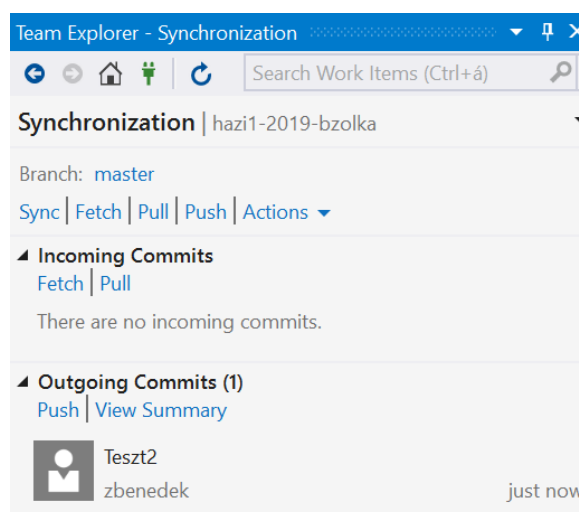 Team Explorer - Synchronization
Search Work Items (Ctrl+á)
Synchronization | hazi1-2019-bzolka
Branch: master
Sync | Fetch | Pull | Push | Actions
Incoming Commits
Fetch | Pull
There are no incoming commits.
Outgoing Commits (1)
Push | View Summary
Teszt2
zbenedek just now